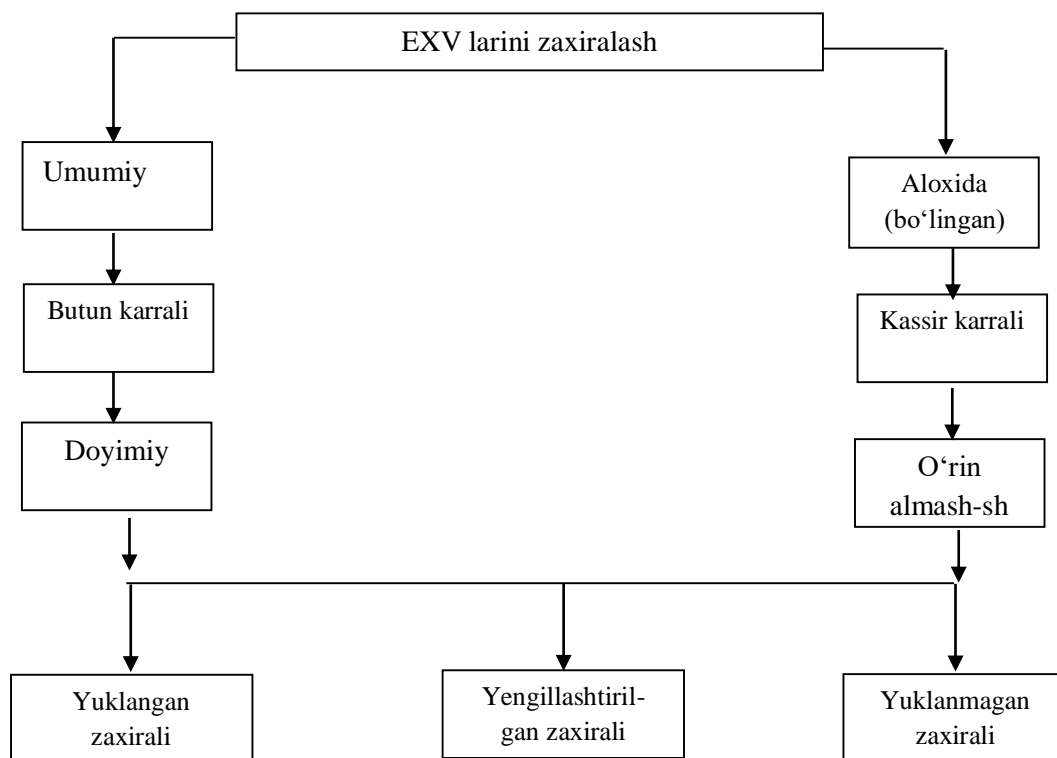 EXV larini zaxiralash
Umumiy
Aloxida
(bo‘lingan)
Butun karrali
Kassir karrali
Doyimiy
O‘rin
almash-sh
Yuklangan
zaxirali
Yengillashtiril-
gan zaxirali
Yuklanmagan
zaxirali